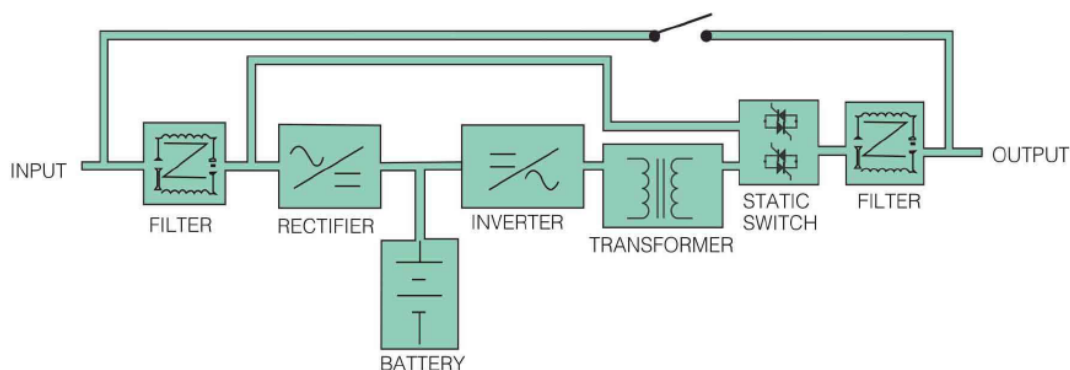 INPUT
FILTER
RECTIFIER
BATTERY
INVERTER
TRANSFORMER
STATIC
SWITCH
FILTER
OUTPUT